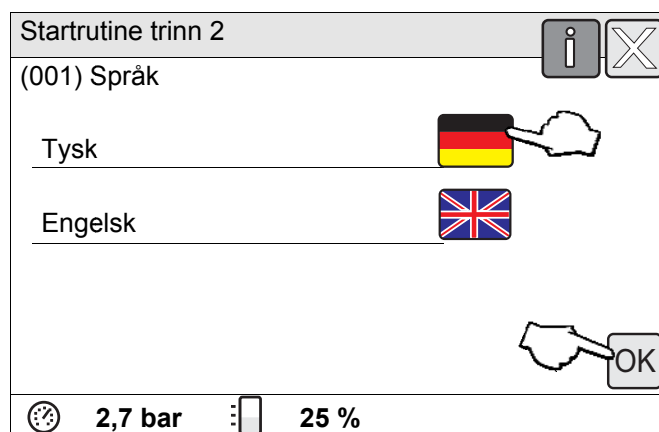 Startrutine trinn 2
i X
(001) Språk
Tysk
Engelsk
OK
2,7 bar 25 %